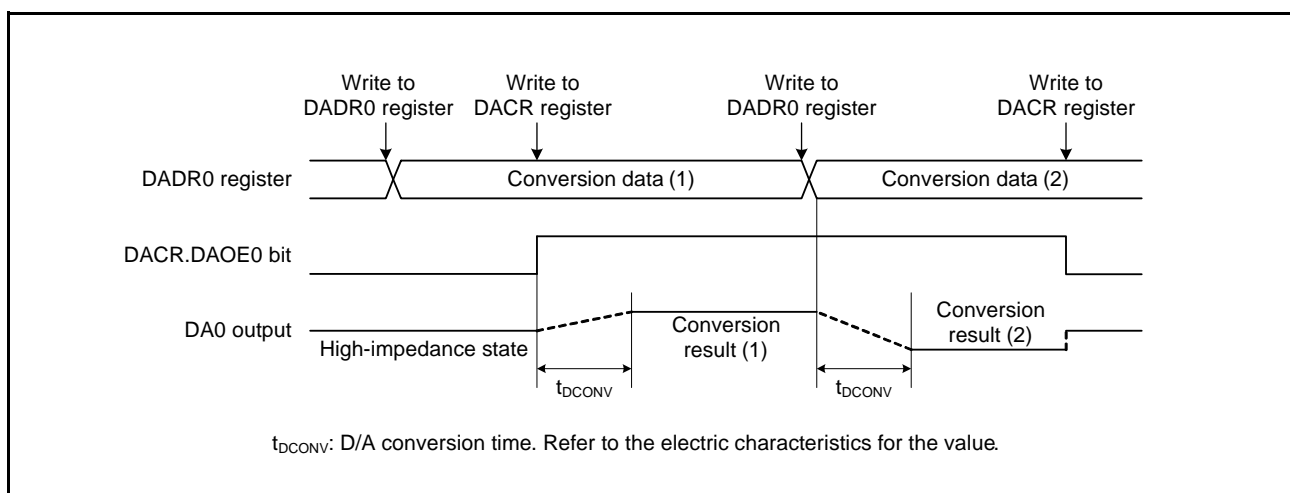 Write to
DADR0 register
Write to
DACR register
Write to
DADR0 register
Write to
DACR register
DADR0 register
Conversion data (1)
Conversion data (2)
DACR.DAOE0 bit
DA0 output
High-impedance state
Conversion
result (1)
Conversion
result (2)
tDCONV
tDCONV
tDCONV: D/A conversion time. Refer to the electric characteristics for the value.